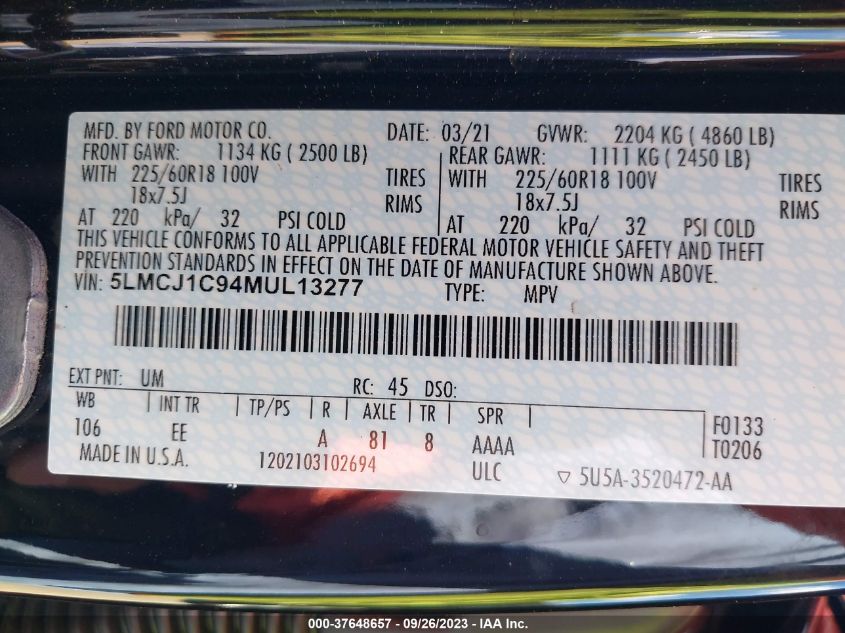 MFD. BY FORD MOTOR CO. DATE: 03/21 GVWR: 2204 KG ( 4860 LB)
FRONT GAWR: 1134 KG ( 2500 LB) REAR GAWR: 1111 KG ( 2450 LB)
WITH 225/60R18 100V TIRES WITH 225/60R18 100V TIRES
18x7.5J RIMS 18x7.5J RIMS
AT 220 kPa/ 32 PSI COLD AT 220 kPa/ 32 PSI COLD
THIS VEHICLE CONFORMS TO ALL APPLICABLE FEDERAL MOTOR VEHICLE SAFETY AND THEFT
PREVENTION STANDARDS IN EFFECT ON THE DATE OF MANUFACTURE SHOWN ABOVE.
VIN: 5LMCJ1C94MUL13277 TYPE: MPV
EXT PNT: UM RC: 45 DSO:
WB INT TR TP/PS R AXLE TR SPR F0133
106 EE A 81 8 AAAA T0206
MADE IN U.S.A. 1202103102694 ULC 5U5A-3520472-AA
000-37648657 - 09/26/2023 - IAA Inc.